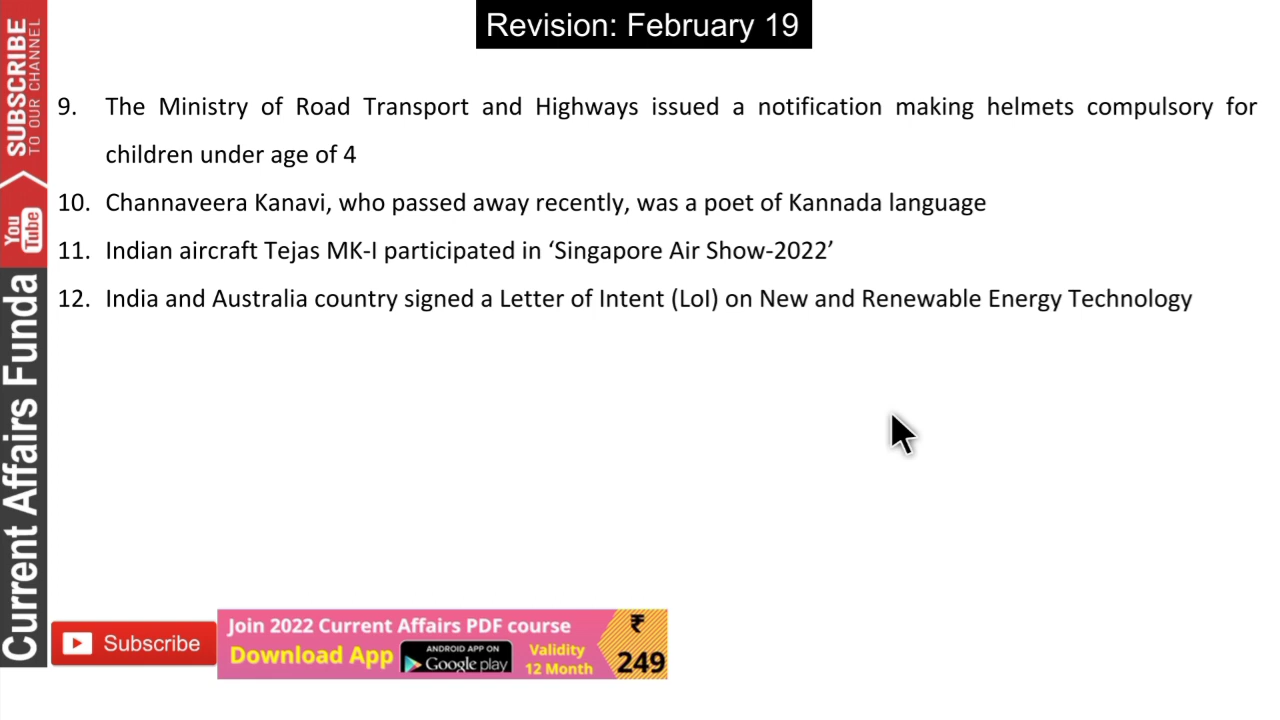 Revision: February 19
9. The Ministry of Road Transport and Highways issued a notification making helmets compulsory for
children under age of 4
10. Channaveera Kanavi, who passed away recently, was a poet of Kannada language
11. Indian aircraft Tejas MK-I participated in ‘Singapore Air Show-2022’
12. India and Australia country signed a Letter of Intent (LoI) on New and Renewable Energy Technology
SUBSCRIBE
TO OUR CHANNEL
You
Tube
Current Affairs Funda
Subscribe
Join 2022 Current Affairs PDF course
Download App
ANDROID APP ON
Google play
Validity
12 Month
₹
249